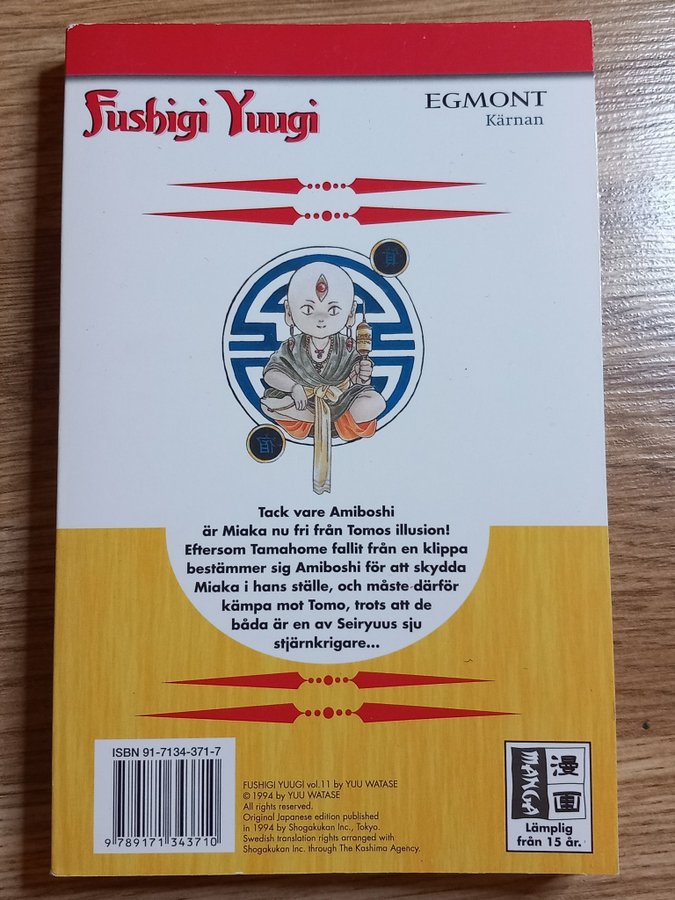 Fushigi Yuugi
EGMONT
Kärnan
Tack vare Amiboshi
är Miaka nu fri från Tomos illusion!
Eftersom Tamahome fallit från en klippa
bestämmer sig Amiboshi för att skydda
Miaka i hans ställe, och måste därför
kämpa mot Tomo, trots att de
båda är en av Seiryuus sju
stjärnkrigare...
ISBN 91-7134-371-7
9 789171 343710
FUSHIGI YUUGI vol.11 by YUU WATASE
© 1994 by YUU WATASE
All rights reserved.
Original Japanese edition published
in 1994 by Shogakukan Inc., Tokyo.
Swedish translation rights arranged with
Shogakukan Inc. through The Kashima Agency.
MANGA
漫画
Lämplig
från 15 år.